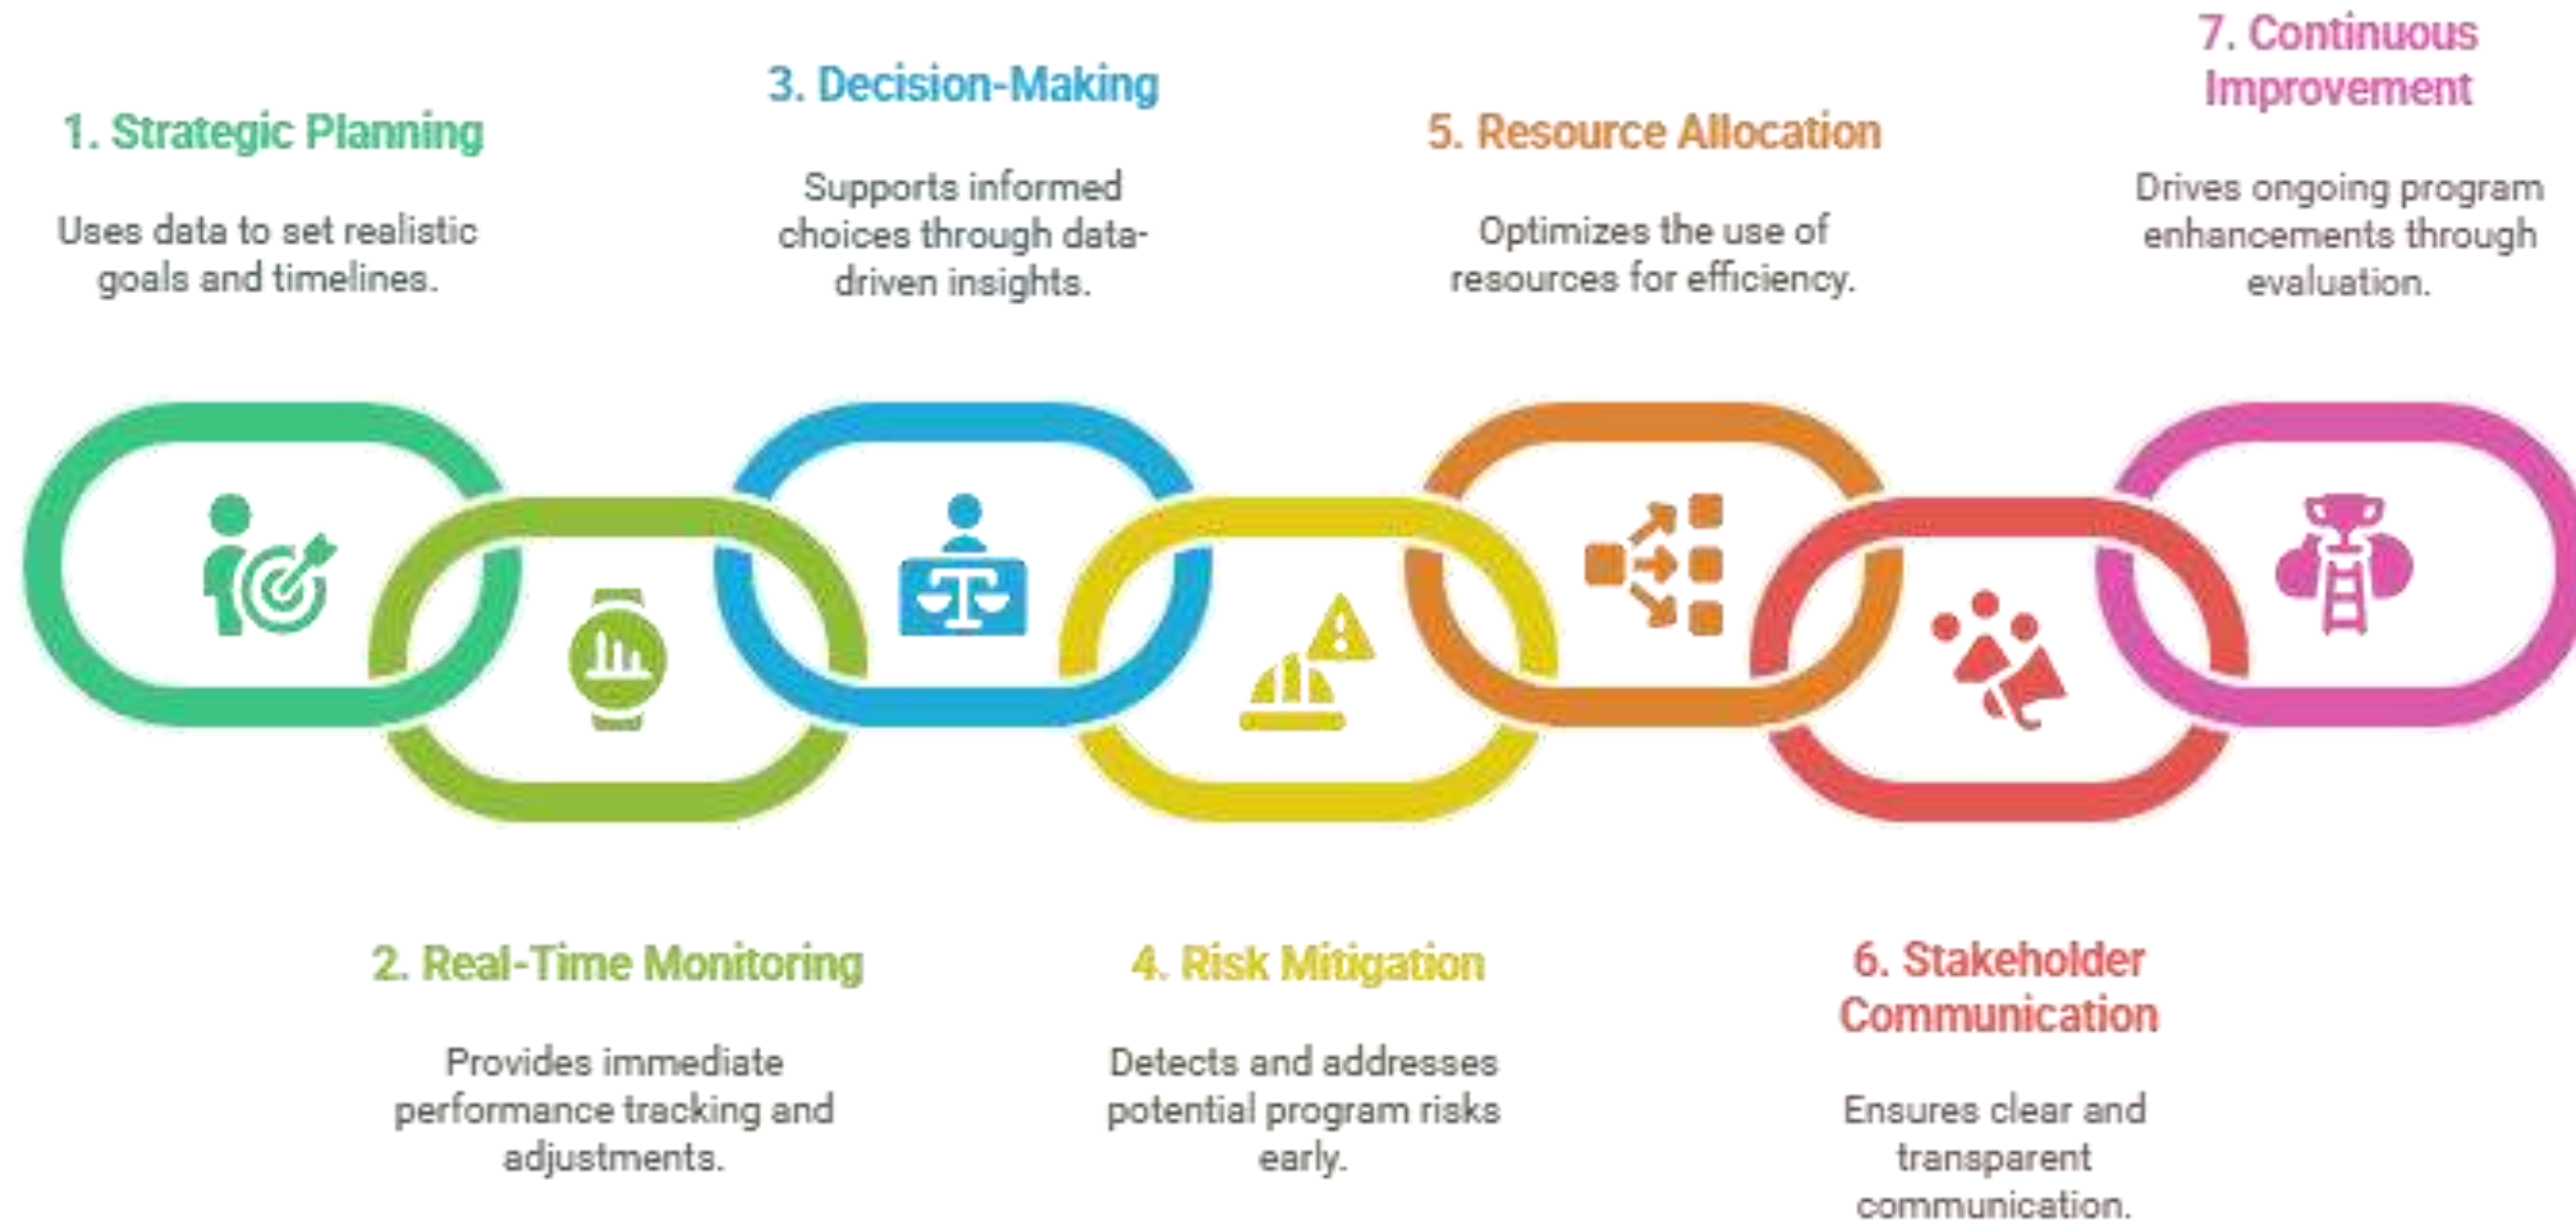 1. Strategic Planning
Uses data to set realistic
goals and timelines.
2. Real-Time Monitoring
Provides immediate
performance tracking and
adjustments.
3. Decision-Making
Supports informed
choices through data-
driven insights.
4. Risk Mitigation
Detects and addresses
potential program risks
early.
5. Resource Allocation
Optimizes the use of
resources for efficiency.
6. Stakeholder
Communication
Ensures clear and
transparent
communication.
7. Continuous
Improvement
Drives ongoing program
enhancements through
evaluation.